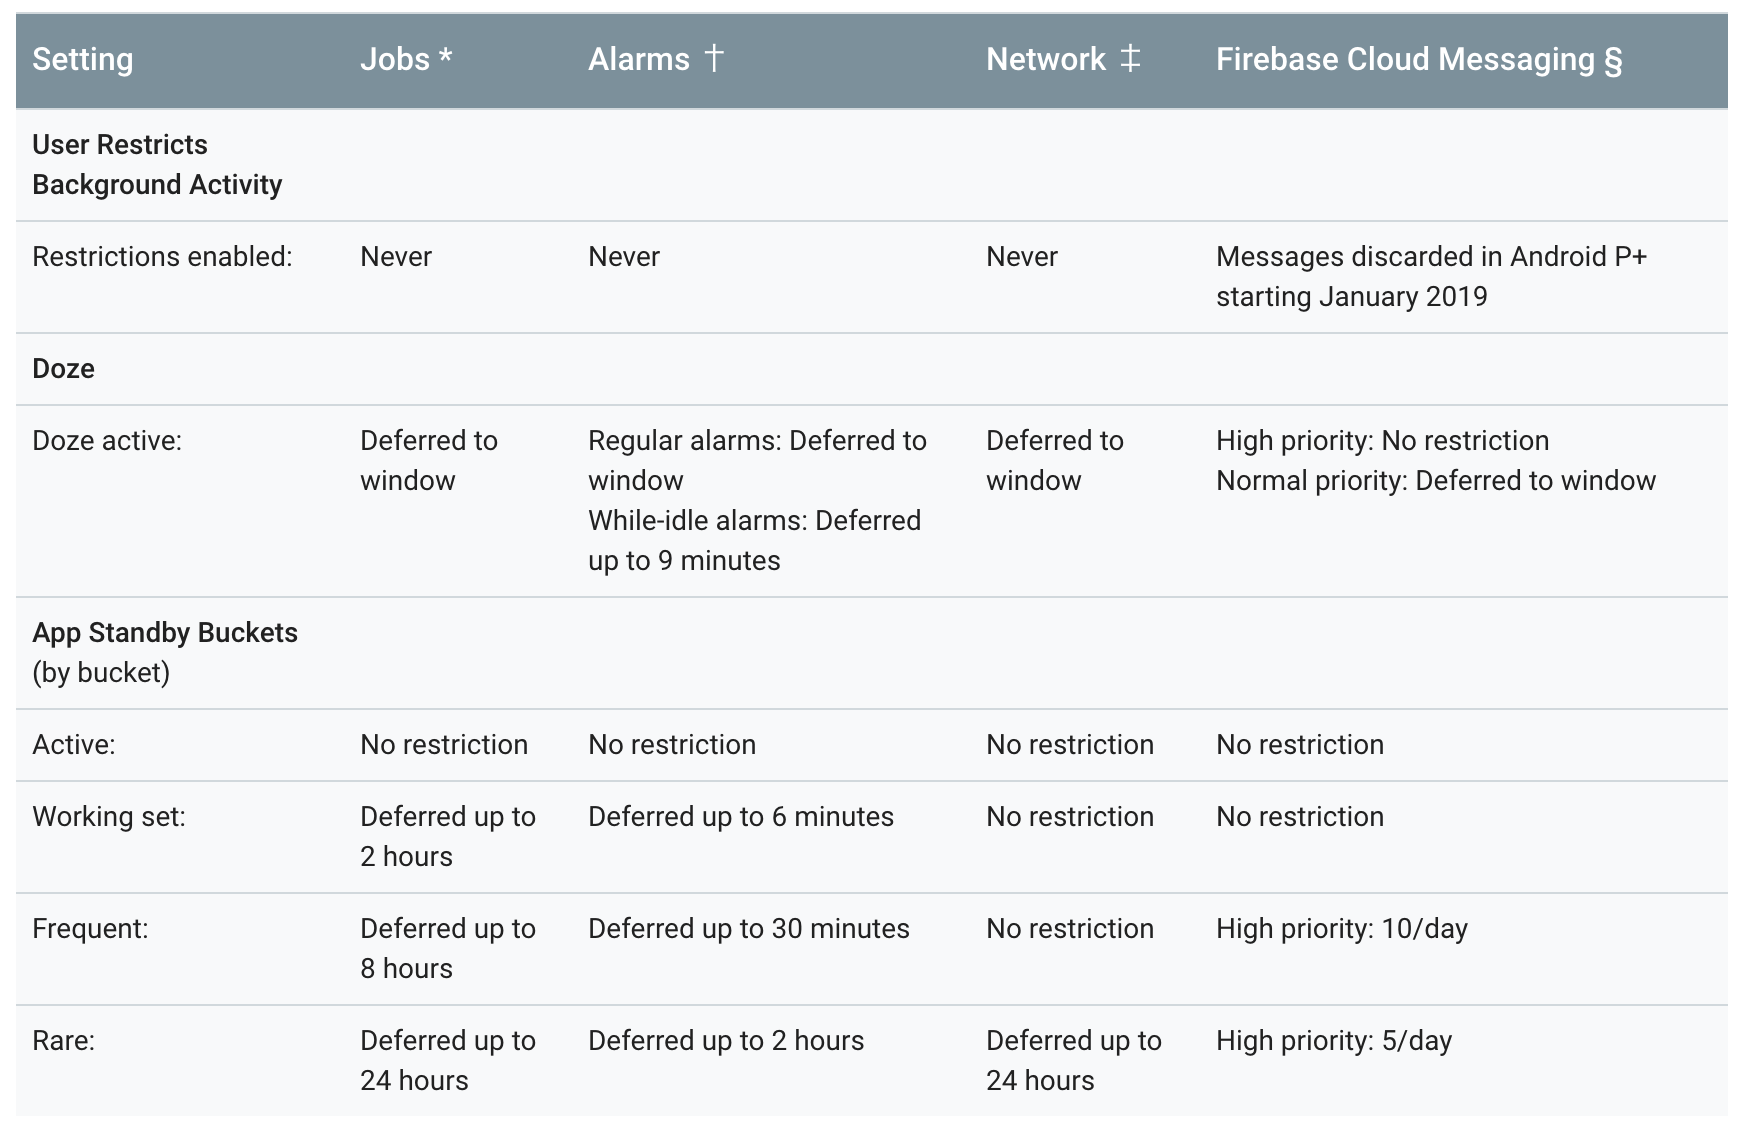 Setting Jobs * Alarms † Network ‡ Firebase Cloud Messaging §
User Restricts
Background Activity
Restrictions enabled: Never Never Never Messages discarded in Android P+
starting January 2019
Doze
Doze active: Deferred to Regular alarms: Deferred to Deferred to High priority: No restriction
window window window Normal priority: Deferred to window
While-idle alarms: Deferred
up to 9 minutes
App Standby Buckets
(by bucket)
Active: No restriction No restriction No restriction No restriction
Working set: Deferred up to Deferred up to 6 minutes No restriction No restriction
2 hours
Frequent: Deferred up to Deferred up to 30 minutes No restriction High priority: 10/day
8 hours
Rare: Deferred up to Deferred up to 2 hours Deferred up to High priority: 5/day
24 hours 24 hours